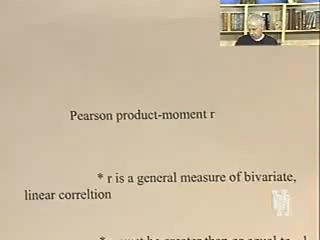 Pearson product-moment r
* r is a general measure of bivariate,
linear correltion